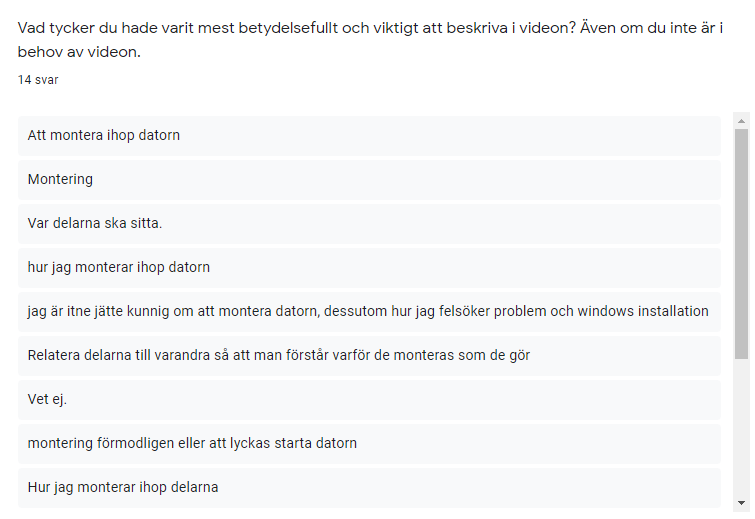 Vad tycker du hade varit mest betydelsefullt och viktigt att beskriva i videon? Även om du inte är i
behov av videon.
14 svar
Att montera ihop datorn
Montering
Var delarna ska sitta.
hur jag monterar ihop datorn
jag är itne jätte kunnig om att montera datorn, dessutom hur jag felsöker problem och windows installation
Relatera delarna till varandra så att man förstår varför de monteras som de gör
Vet ej.
montering förmodligen eller att lyckas starta datorn
Hur jag monterar ihop delarna